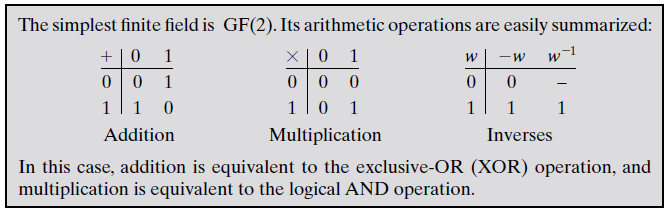 The simplest finite field is GF(2). Its arithmetic operations are easily summarized:
+ 0 1 × 0 1 w −w w⁻¹
0 0 1 0 0 0 0 0 –
1 1 0 1 0 1 1 1 1
Addition Multiplication Inverses
In this case, addition is equivalent to the exclusive-OR (XOR) operation, and
multiplication is equivalent to the logical AND operation.